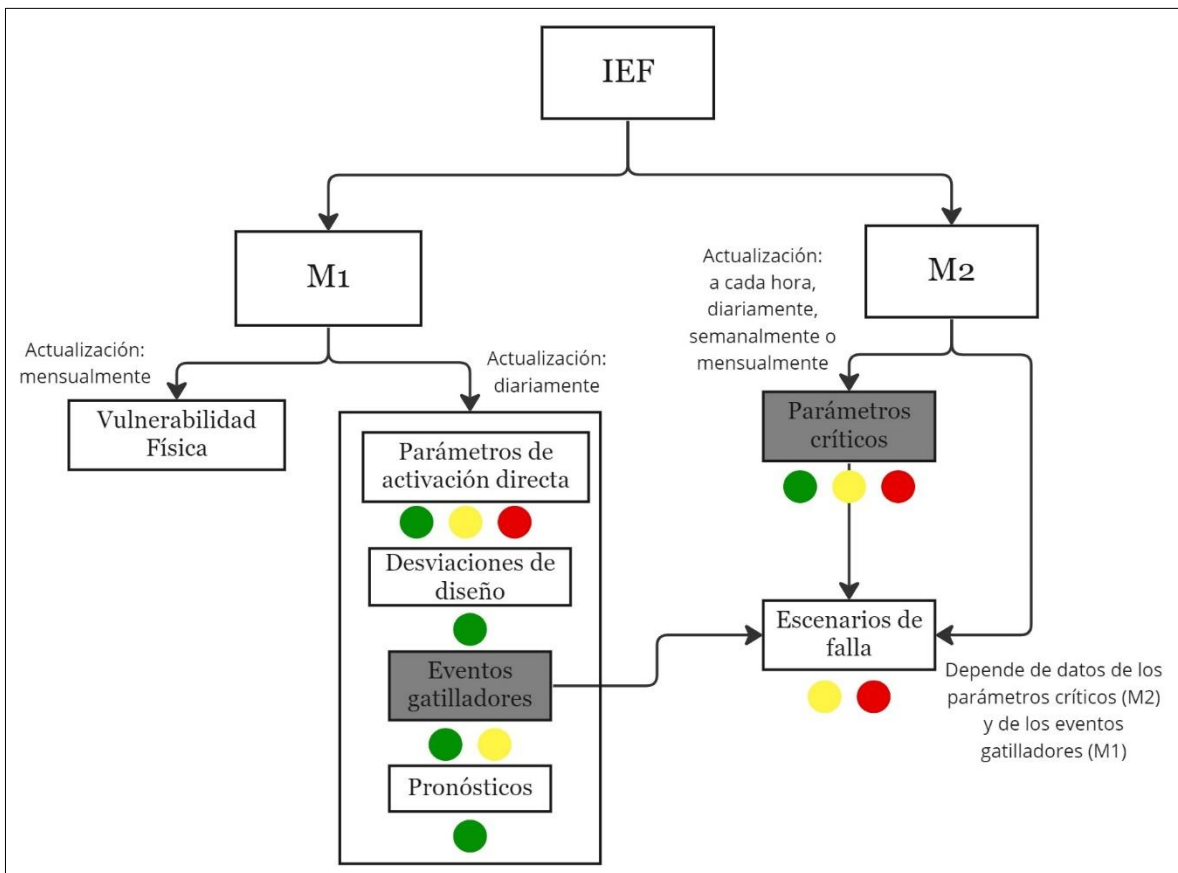 IEF
M1
Actualización:
mensualmente
Vulnerabilidad
Física
Actualización:
diariamente
Parámetros de
activación directa
Desviaciones de
diseño
Eventos
gatilladores
Pronósticos
M2
Actualización:
a cada hora,
diariamente,
semanalmente o
mensualmente
Parámetros
críticos
Escenarios de
falla
Depende de datos de los
parámetros críticos (M2)
y de los eventos
gatilladores (M1)